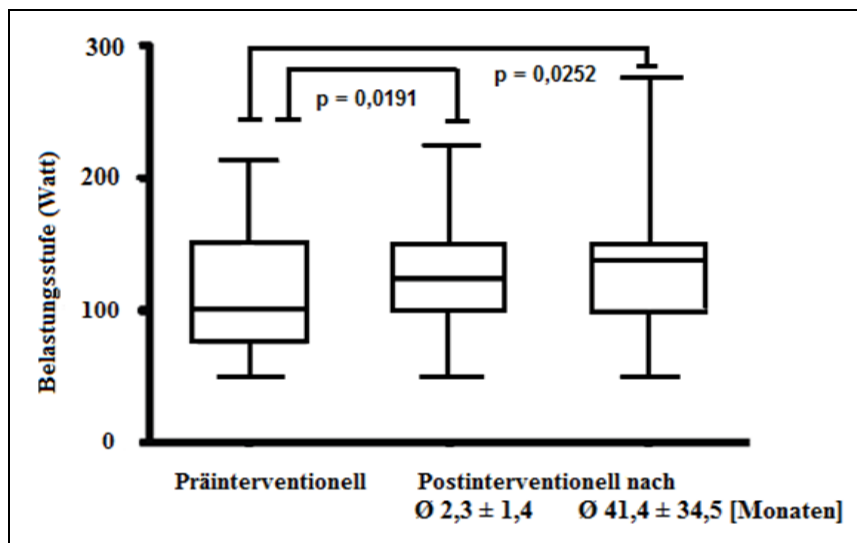 300
p = 0,0252
p = 0,0191
200
100
0
Belastungsstufe (Watt)
Präinterventionell
Postinterventionell nach
Ø 2,3 ± 1,4 Ø 41,4 ± 34,5 [Monaten]